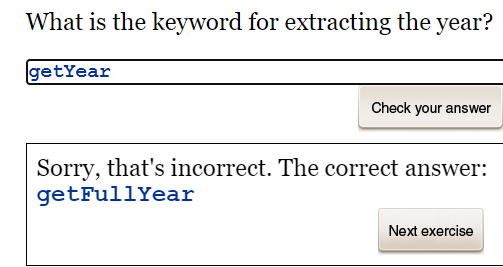 What is the keyword for extracting the year?
getYear
Check your answer
Sorry, that's incorrect. The correct answer:
getFullYear
Next exercise